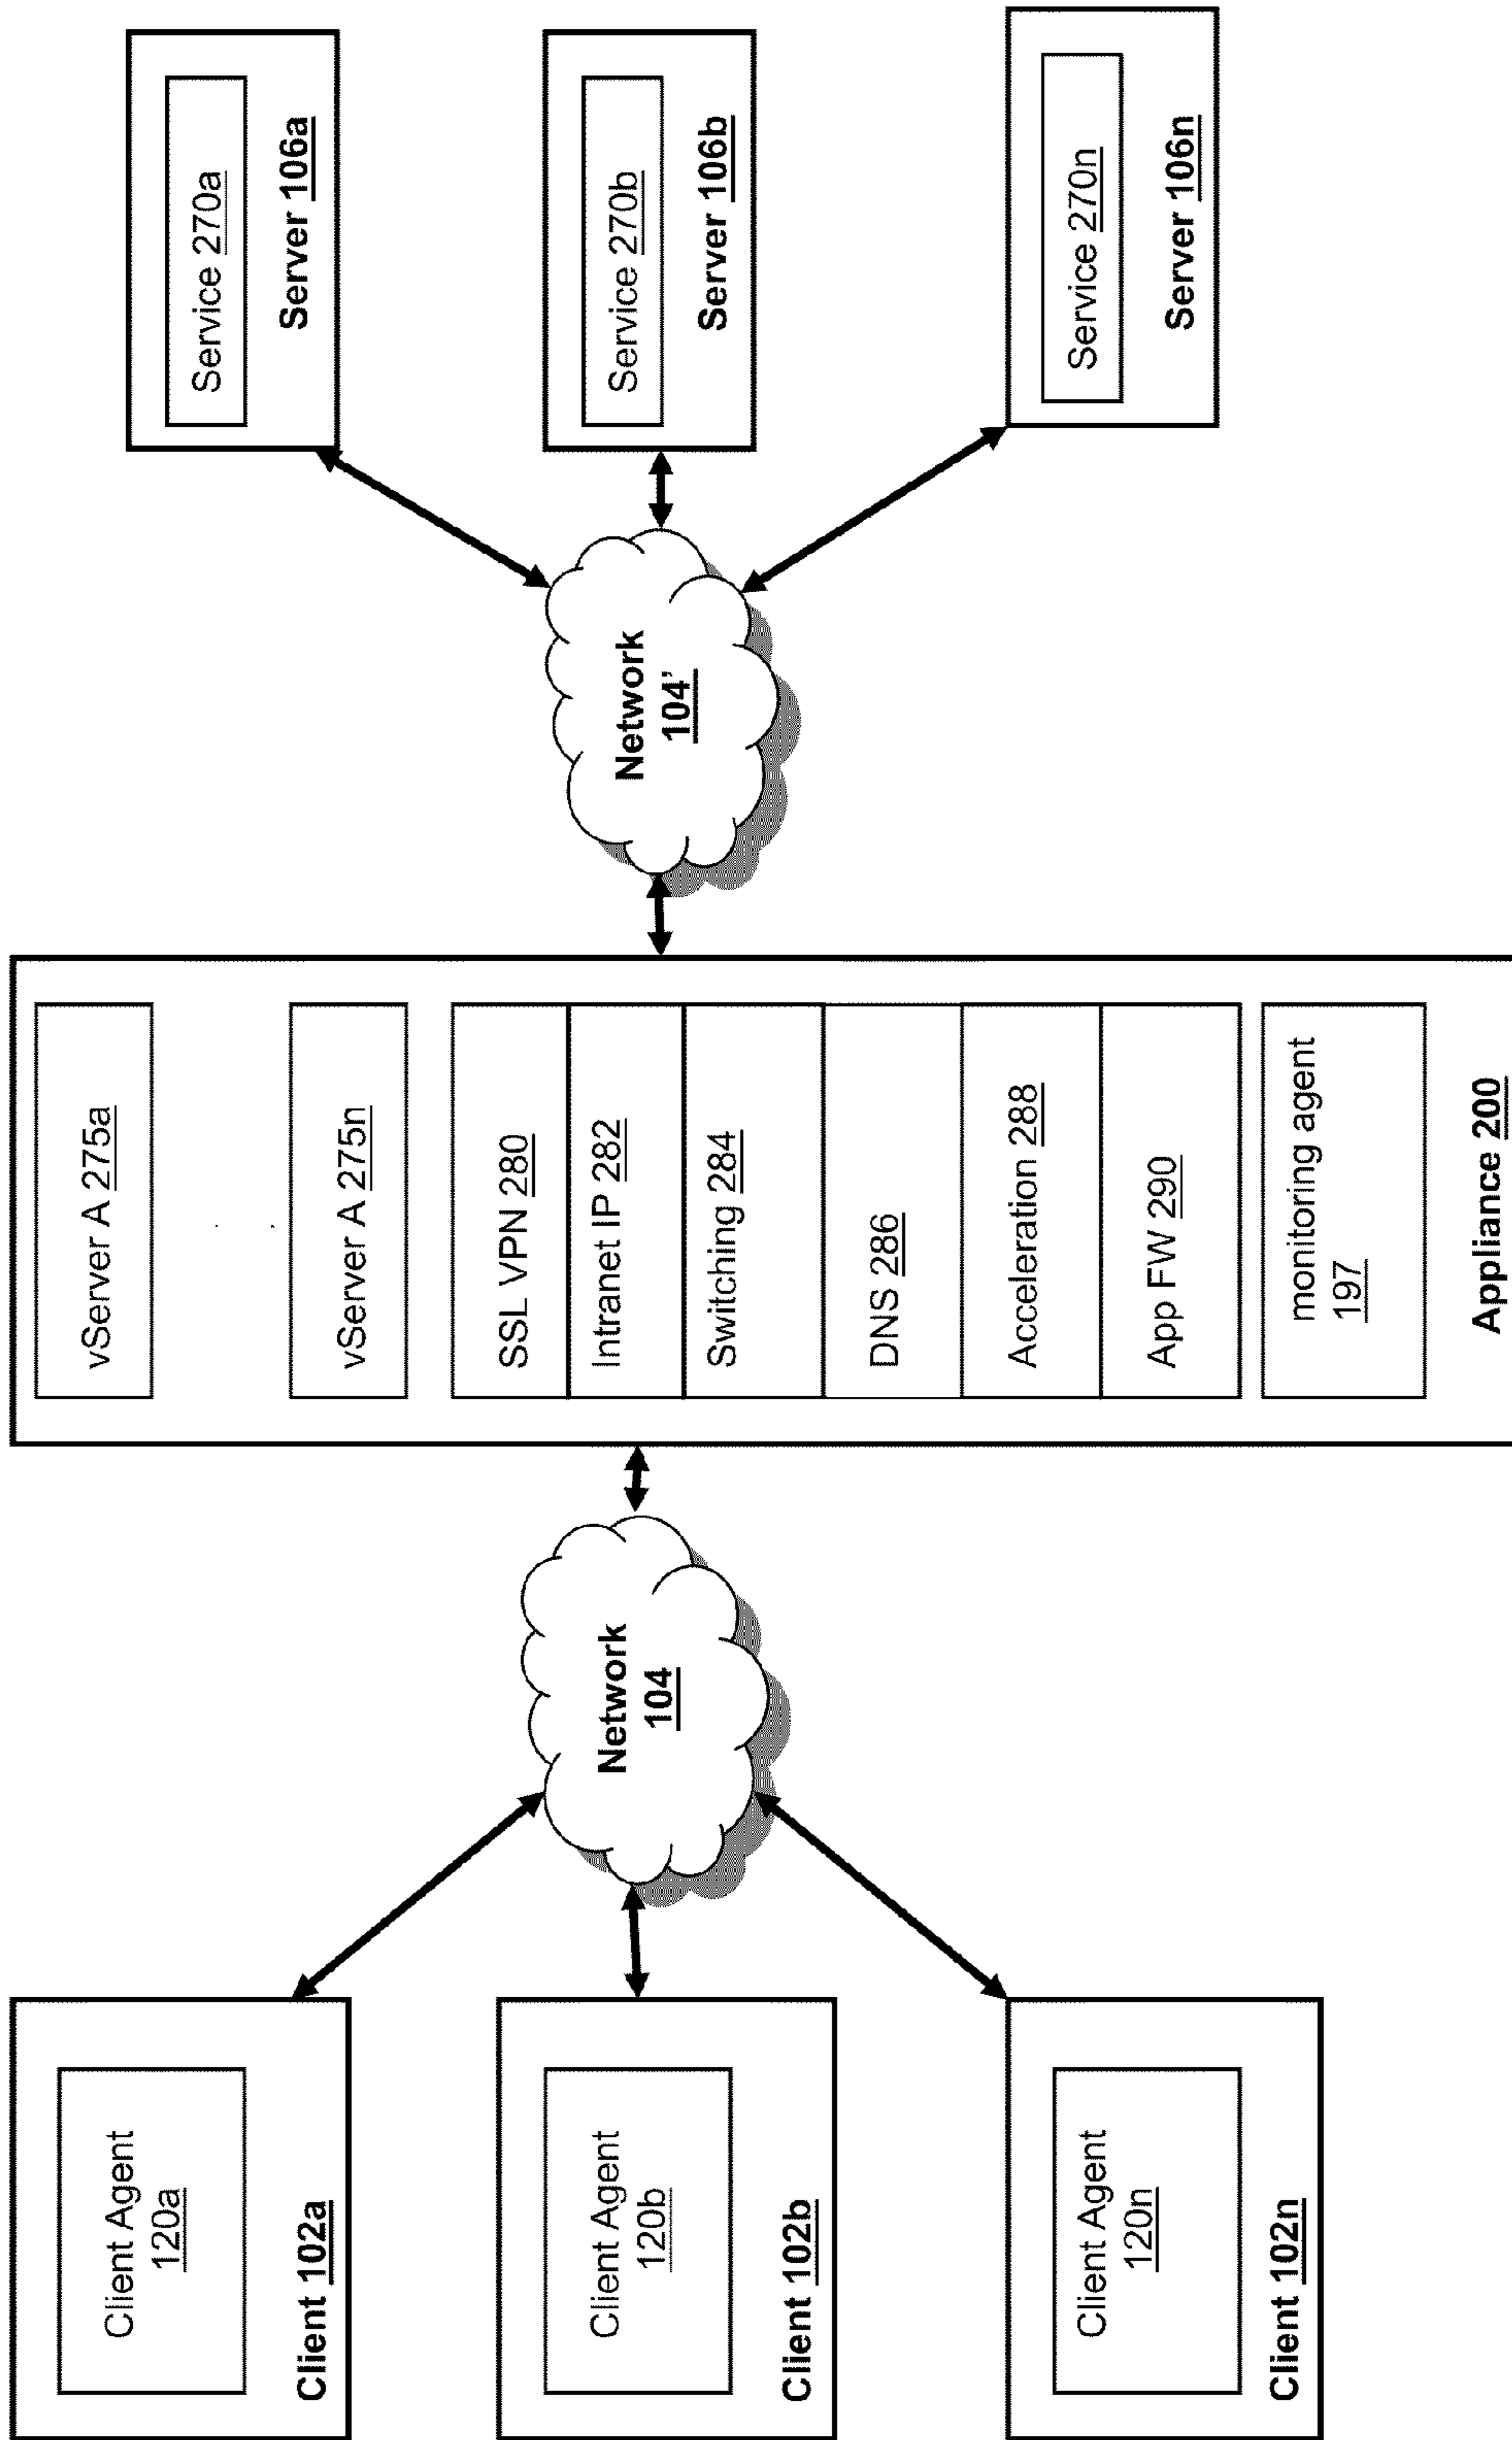 Client Agent
120a
Client 102a
Client Agent
120b
Client 102b
Client Agent
120n
Client 102n
Network
104
vServer A 275a
vServer A 275n
SSL VPN 280
Intranet IP 282
Switching 284
DNS 286
Acceleration 288
App FW 290
monitoring agent
197
Appliance 200
Network
104'
Service 270a
Server 106a
Service 270b
Server 106b
Service 270n
Server 106n